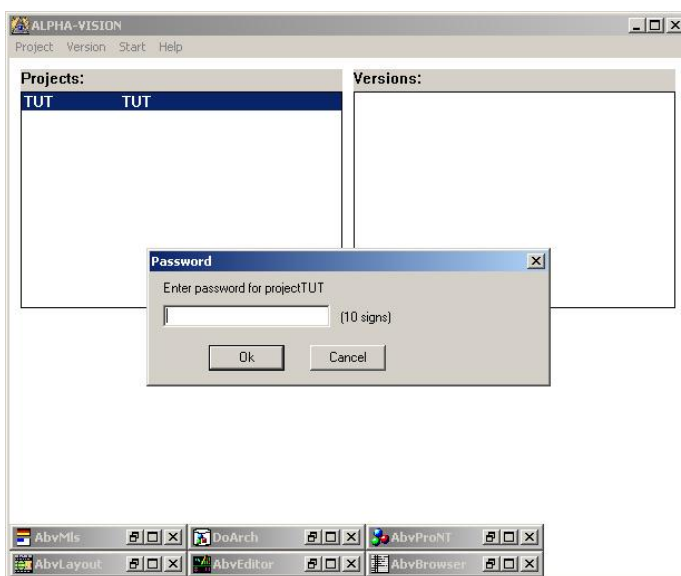 ALPHA-VISION
Project Version Start Help
Projects:
Versions:
TUT TUT
Password
Enter password for projectTUT
(10 signs)
Ok Cancel
AbvMls DoArch AbvProNT
AbvLayout AbvEditor AbvBrowser